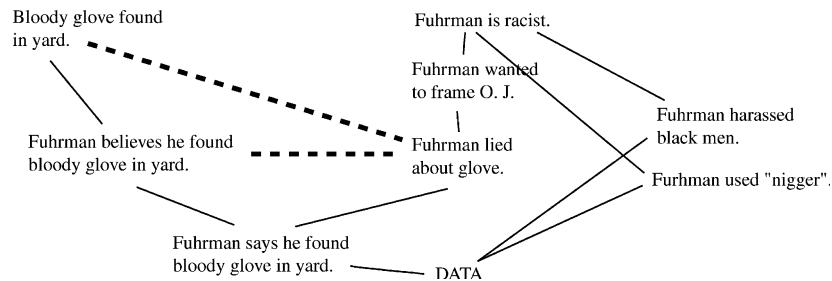 Bloody glove found
in yard.
Fuhrman is racist.
Fuhrman wanted
to frame O. J.
Fuhrman harassed
black men.
Fuhrman believes he found
bloody glove in yard.
Fuhrman lied
about glove.
Furhman used "nigger".
Fuhrman says he found
bloody glove in yard.
DATA